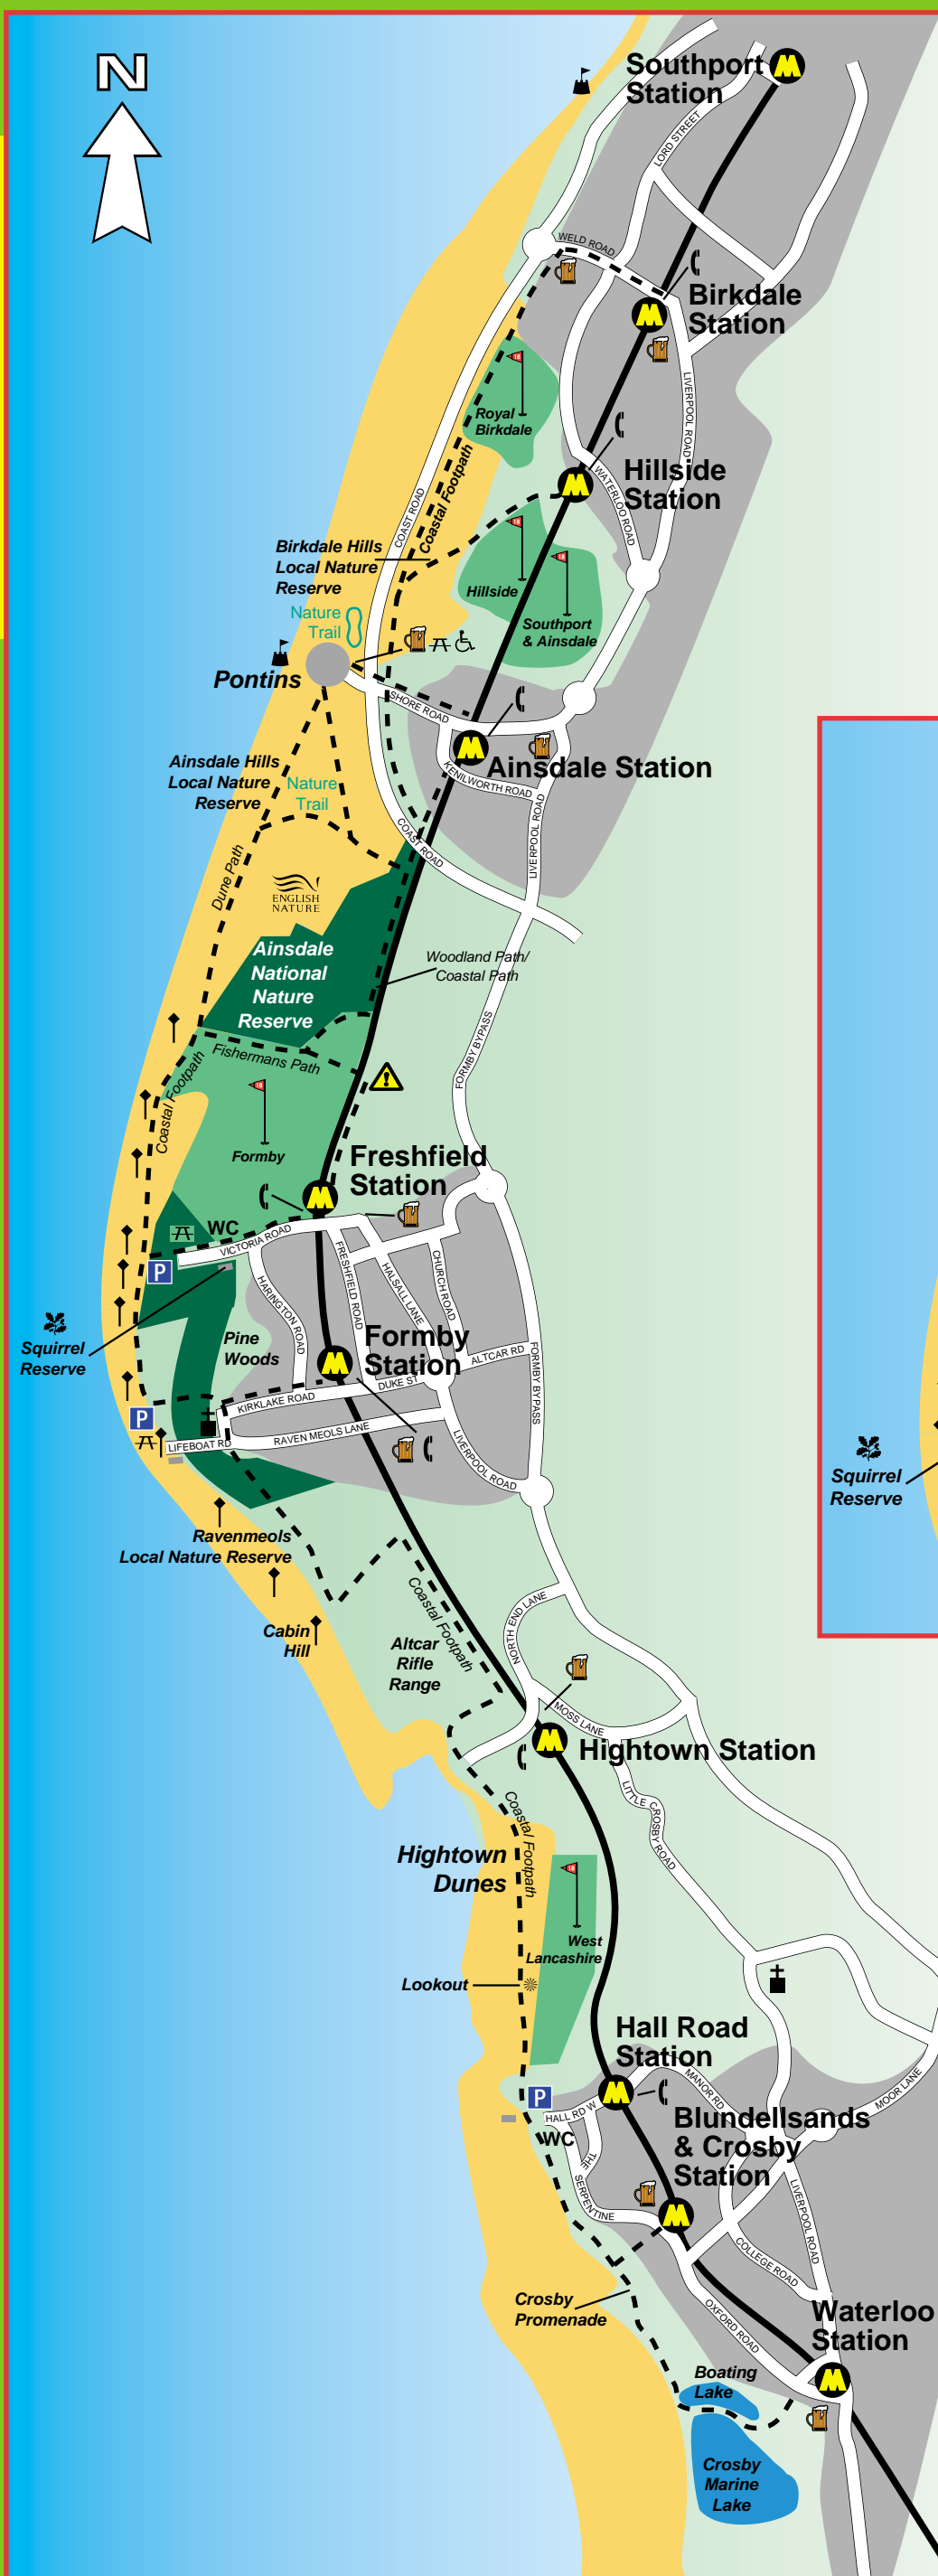 N
Southport
Station
LORD STREET
WELD ROAD
Birkdale
Station
LIVERPOOL ROAD
Royal
Birkdale
COAST ROAD
Coastal Footpath
Hillside
Station
WATERLOO ROAD
Birkdale Hills
Local Nature
Reserve
Hillside
Nature
Trail
Southport
& Ainsdale
Pontins
SHORE ROAD
Ainsdale Station
KENILWORTH ROAD
Ainsdale Hills
Local Nature
Reserve
Nature
Trail
COAST ROAD
LIVERPOOL ROAD
Dune Path
ENGLISH
NATURE
Ainsdale
National
Nature
Reserve
Woodland Path/
Coastal Path
Fishermans Path
FORMBY BYPASS
Coastal Footpath
Formby
Freshfield
Station
WC
VICTORIA ROAD
P
HARINGTON ROAD
FRESHFIELD ROAD
HALSALL LANE
CHURCH ROAD
Squirrel
Reserve
Pine
Woods
Formby
Station
ALTCAR RD
FORMBY BYPASS
DUKE ST
KIRKLAKE ROAD
P
LIFEBOAT RD
RAVEN MEOLS LANE
LIVERPOOL ROAD
Squirrel
Reserve
Ravenmeols
Local Nature Reserve
Coastal Footpath
NORTH END LANE
Cabin
Hill
Altcar
Rifle
Range
MOSS LANE
Hightown Station
LITTLE CROSBY ROAD
Coastal Footpath
Hightown
Dunes
West
Lancashire
Lookout
Hall Road
Station
P
HALL RD W
MANOR RD
MOOR LANE
WC
Blundellsands
& Crosby
Station
THE
SERPENTINE
LIVERPOOL ROAD
COLLEGE ROAD
Crosby
Promenade
OXFORD ROAD
Waterloo
Station
Boating
Lake
Crosby
Marine
Lake